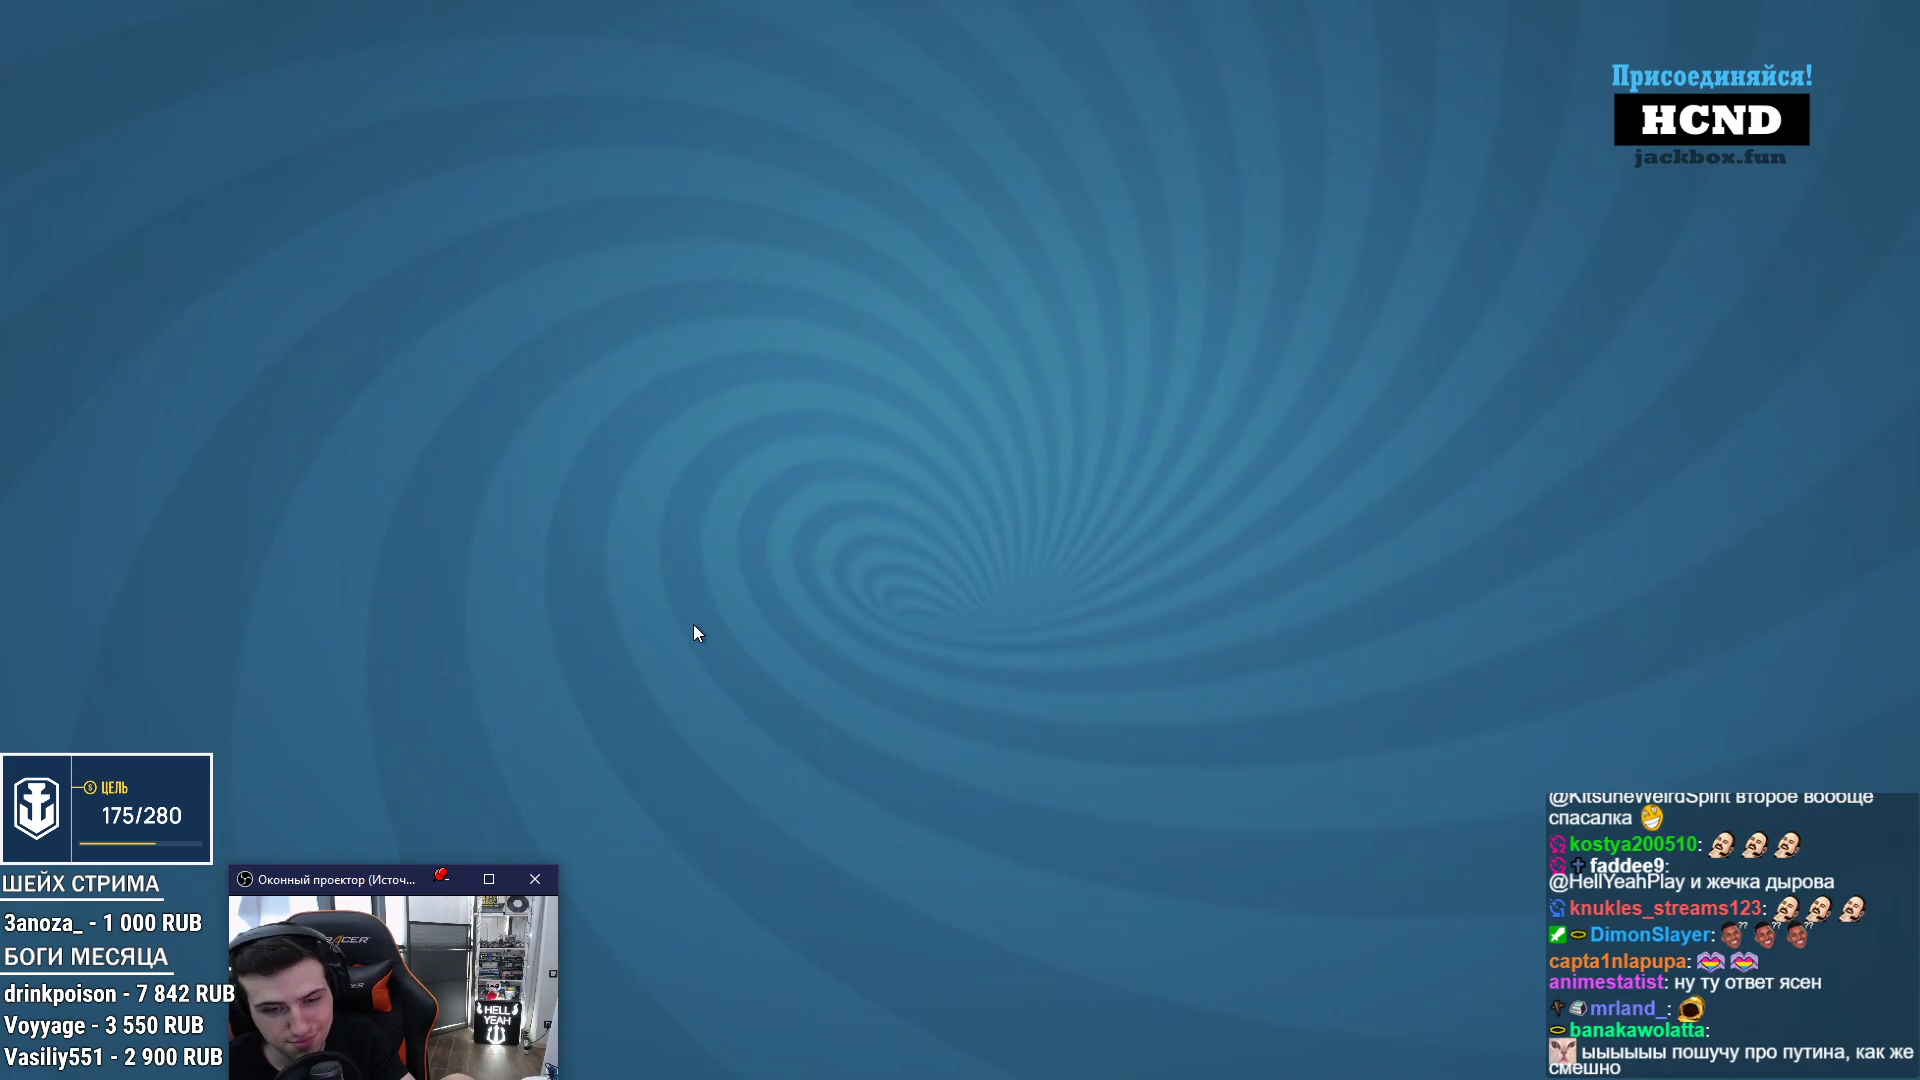 Присоединяйся!
HCND
jackbox.fun
ЦЕЛЬ
175/280
ШЕЙХ СТРИМА
3anoza_ - 1 000 RUB
БОГИ МЕСЯЦА
drinkpoison - 7 842 RUB
Voyyage - 3 550 RUB
Vasiliy551 - 2 900 RUB
Оконный проектор (Источ...
HELL
YEAH
@KitsuneWeirdSpirit второе вообще
спасалка
kostya200510:
faddee9:
@HellYeahPlay и жечка дырова
knukles_streams123:
DimonSlayer:
capta1nlapupa:
animestatist: ну ту ответ ясен
mrland_:
banakawolatta:
ыыыыыы пошучу про путина, как же
смешно